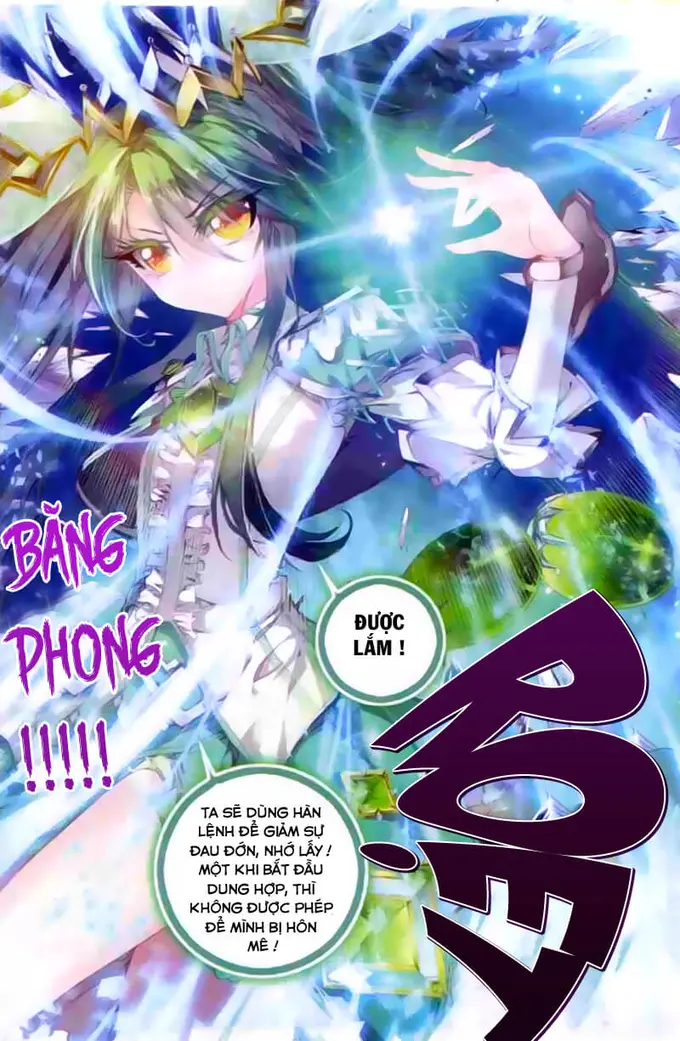 BĂNG
PHONG
!!!!!
ĐƯỢC
LẮM !
TA SẼ DÙNG HÀN
LỆNH ĐỂ GIẢM SỰ
ĐAU ĐỚN, NHỚ LẤY !
MỘT KHI BẮT ĐẦU
DUNG HỢP, THÌ
KHÔNG ĐƯỢC PHÉP
ĐỂ MÌNH BỊ HÔN
MÊ !